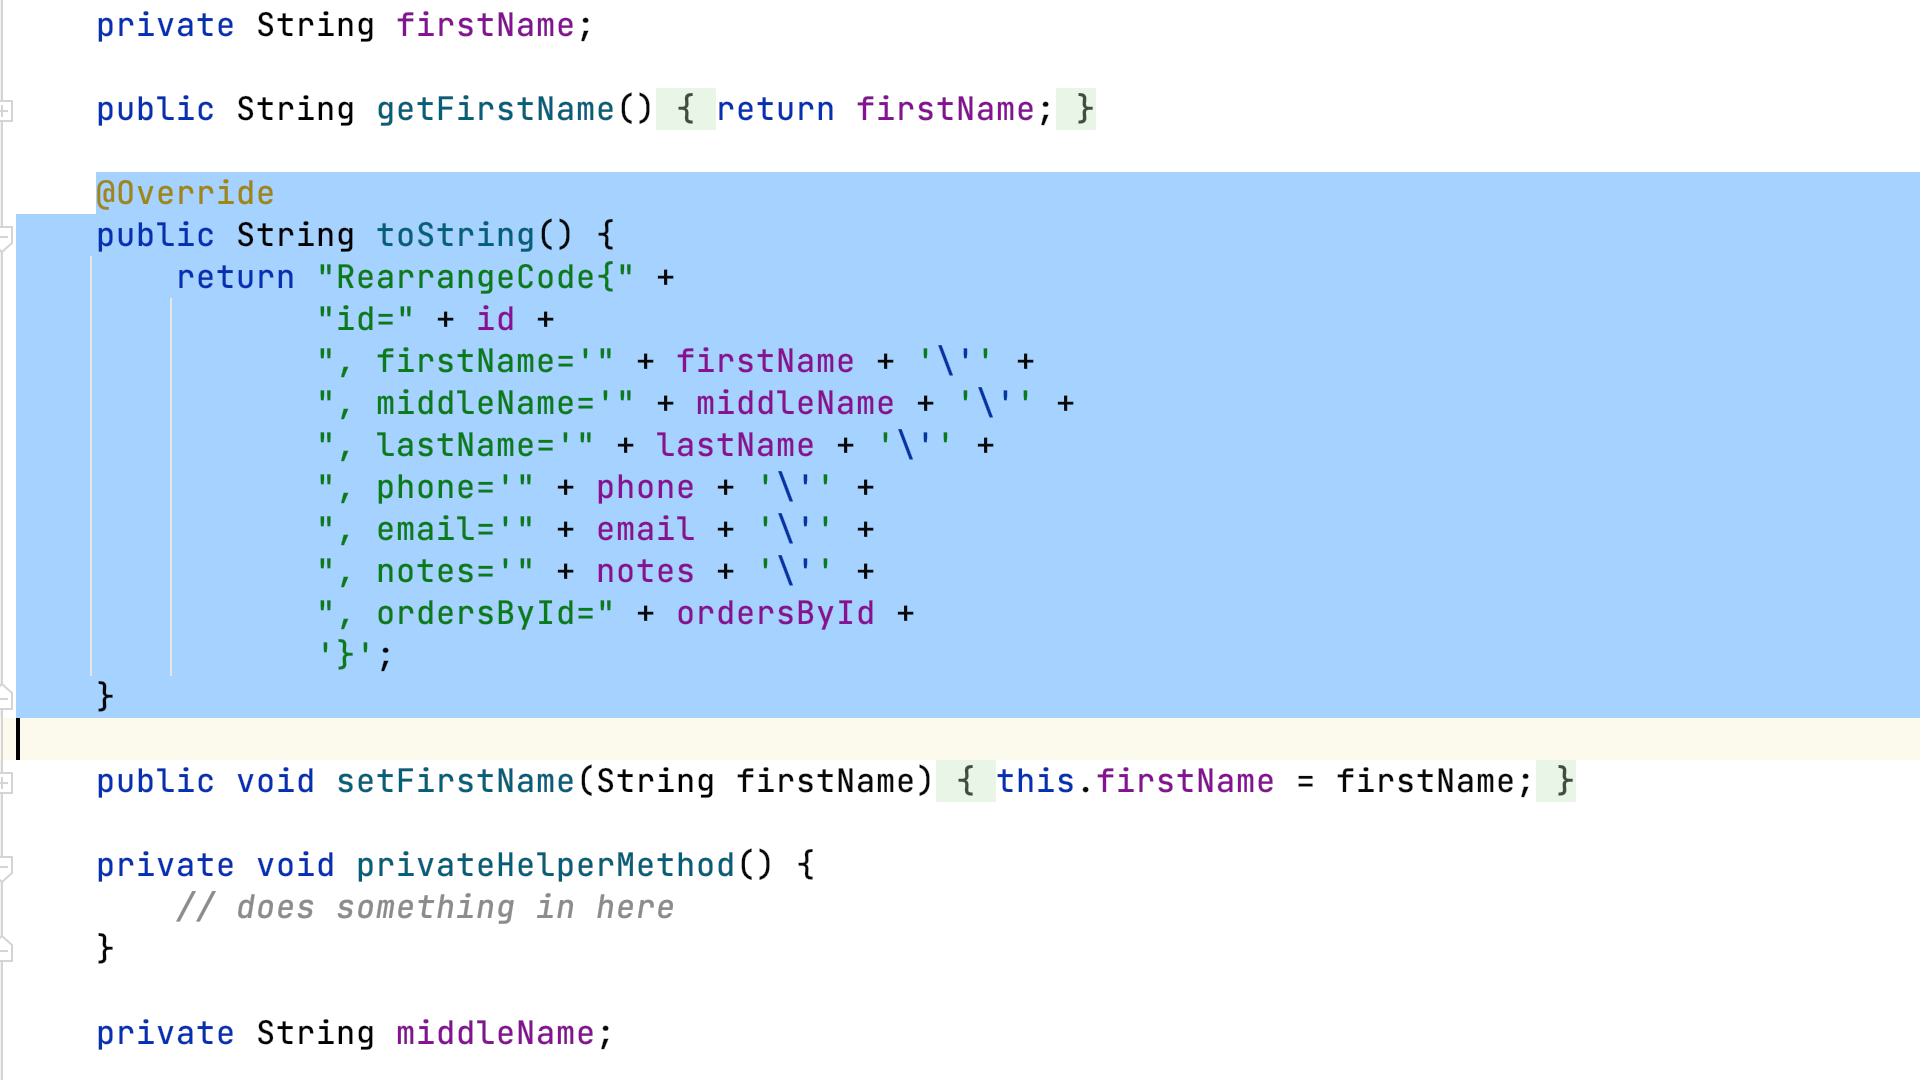 private String firstName;
public String getFirstName() { return firstName; }
@Override
public String toString() {
return "RearrangeCode{" +
"id=" + id +
", firstName='" + firstName + '\'' +
", middleName='" + middleName + '\'' +
", lastName='" + lastName + '\'' +
", phone='" + phone + '\'' +
", email='" + email + '\'' +
", notes='" + notes + '\'' +
", ordersById=" + ordersById +
'}';
}
public void setFirstName(String firstName) { this.firstName = firstName; }
private void privateHelperMethod() {
// does something in here
}
private String middleName;